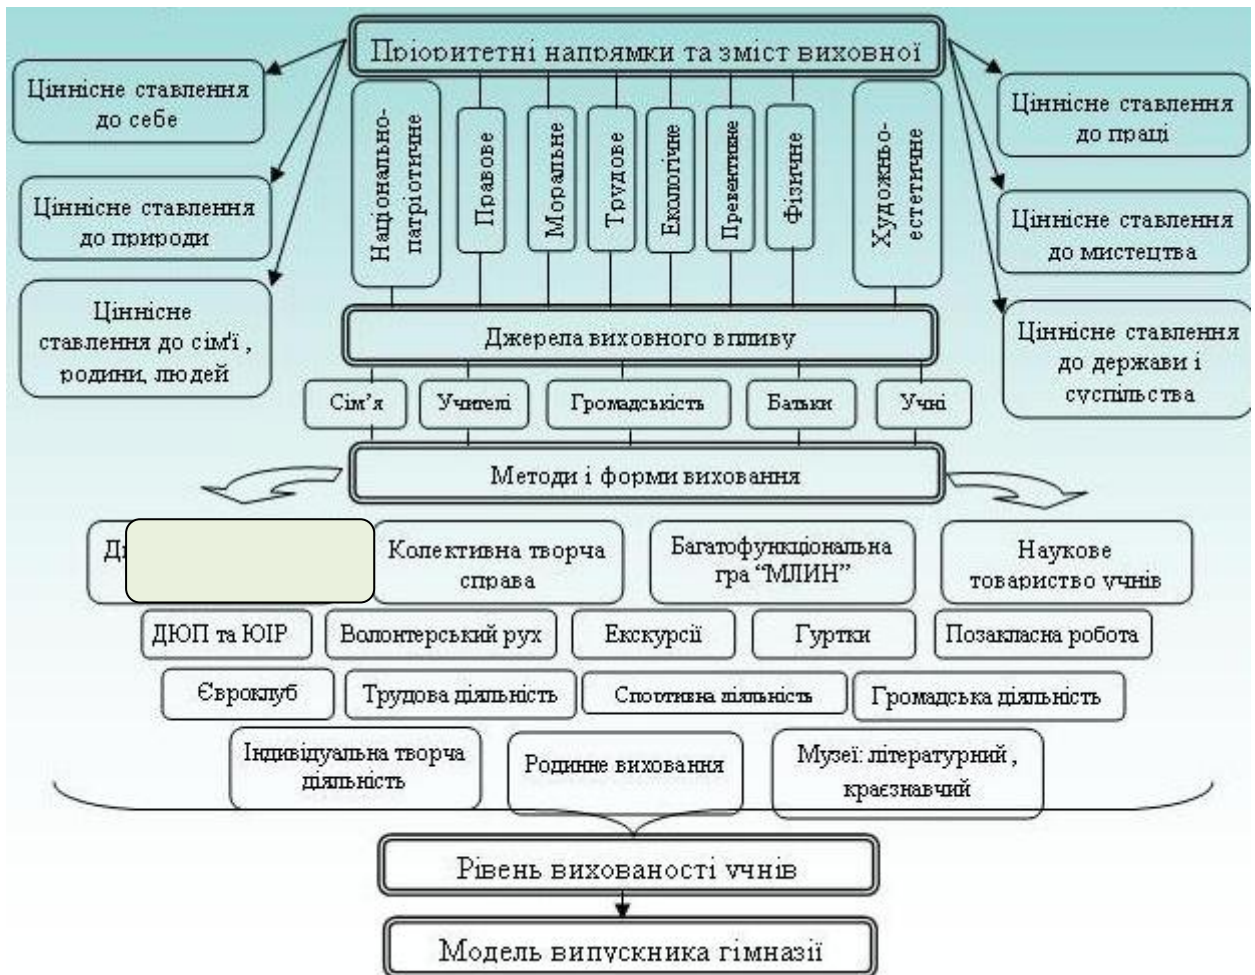 Пріоритетні напрямки та зміст виховної
Ціннісне ставлення
до себе
Ціннісне ставлення
до природи
Ціннісне
ставлення до сім'ї ,
родини, людей
Національно-
патріотичне
Правове
Моральне
Трудове
Екологічне
Превентивне
Фізичне
Художньо-
естетичне
Ціннісне ставлення
до праці
Ціннісне ставлення
до мистецтва
Ціннісне ставлення
до держави і
суспільства
Джерела виховного впливу
Сім’я
Учителі
Громадськість
Батьки
Учні
Методи і форми виховання
Колективна творча
справа
Багатофункціональна
гра “МЛИН”
Наукове
товариство учнів
ДЮП та ЮІР
Волонтерський рух
Екскурсії
Гуртки
Позакласна робота
Євроклуб
Трудова діяльність
Спортивна діяльність
Громадська діяльність
Індивідуальна творча
діяльність
Родинне виховання
Музеї: літературний ,
краєзнавчий
Рівень вихованості учнів
Модель випускника гімназії